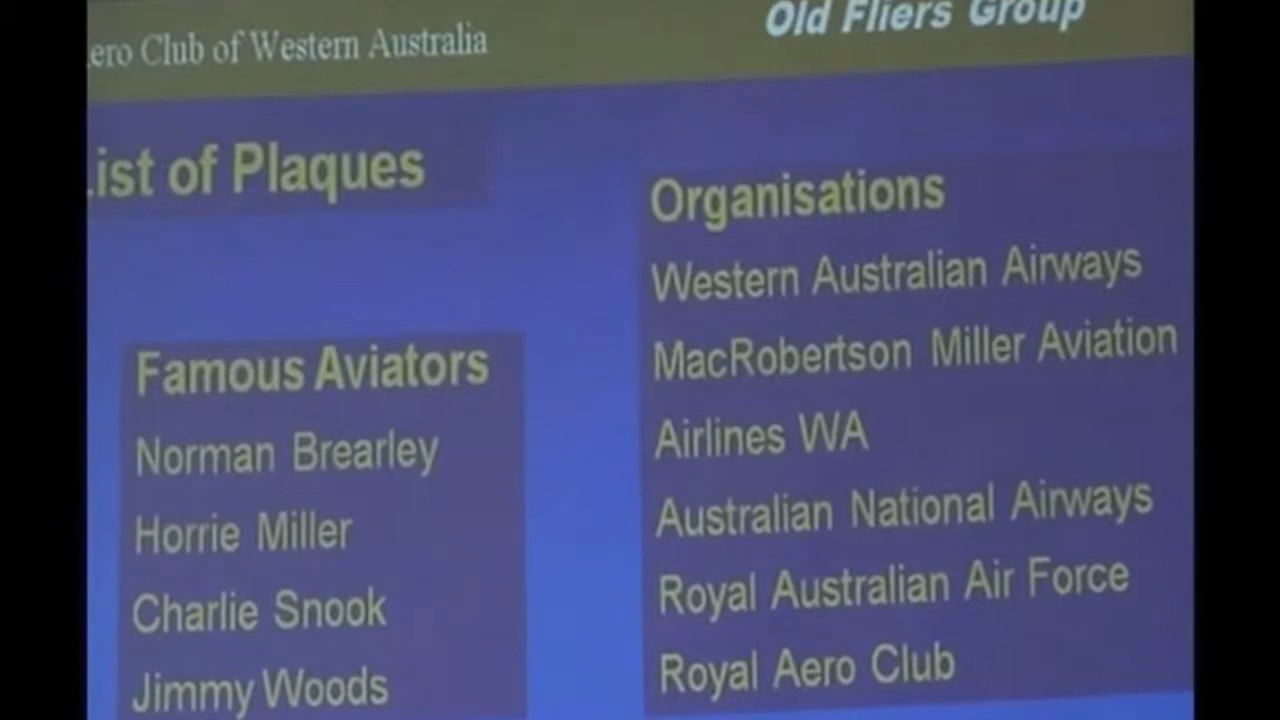 ero Club of Western Australia
Old Fliers Group
ist of Plaques
Famous Aviators
Norman Brearley
Horrie Miller
Charlie Snook
Jimmy Woods
Organisations
Western Australian Airways
MacRobertson Miller Aviation
Airlines WA
Australian National Airways
Royal Australian Air Force
Royal Aero Club